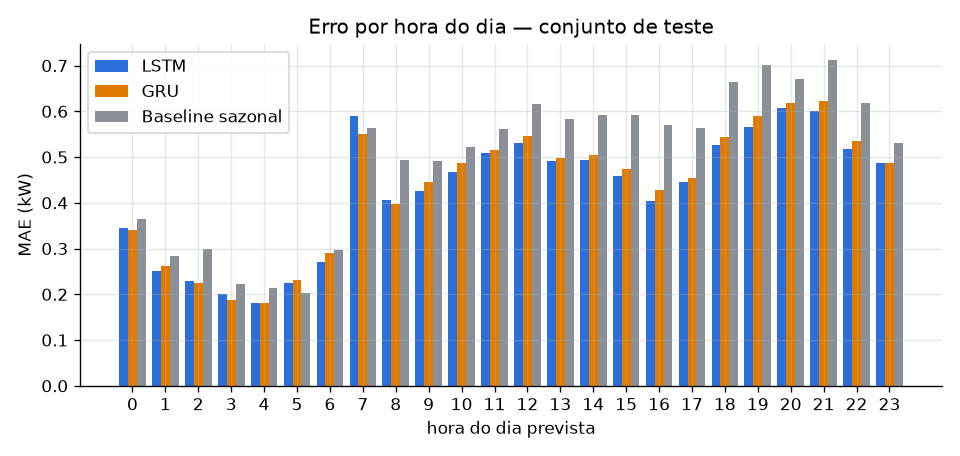 Erro por hora do dia — conjunto de teste
LSTM
GRU
Baseline sazonal
MAE (kW)
0.7
0.6
0.5
0.4
0.3
0.2
0.1
0.0
0 1 2 3 4 5 6 7 8 9 10 11 12 13 14 15 16 17 18 19 20 21 22 23
hora do dia prevista